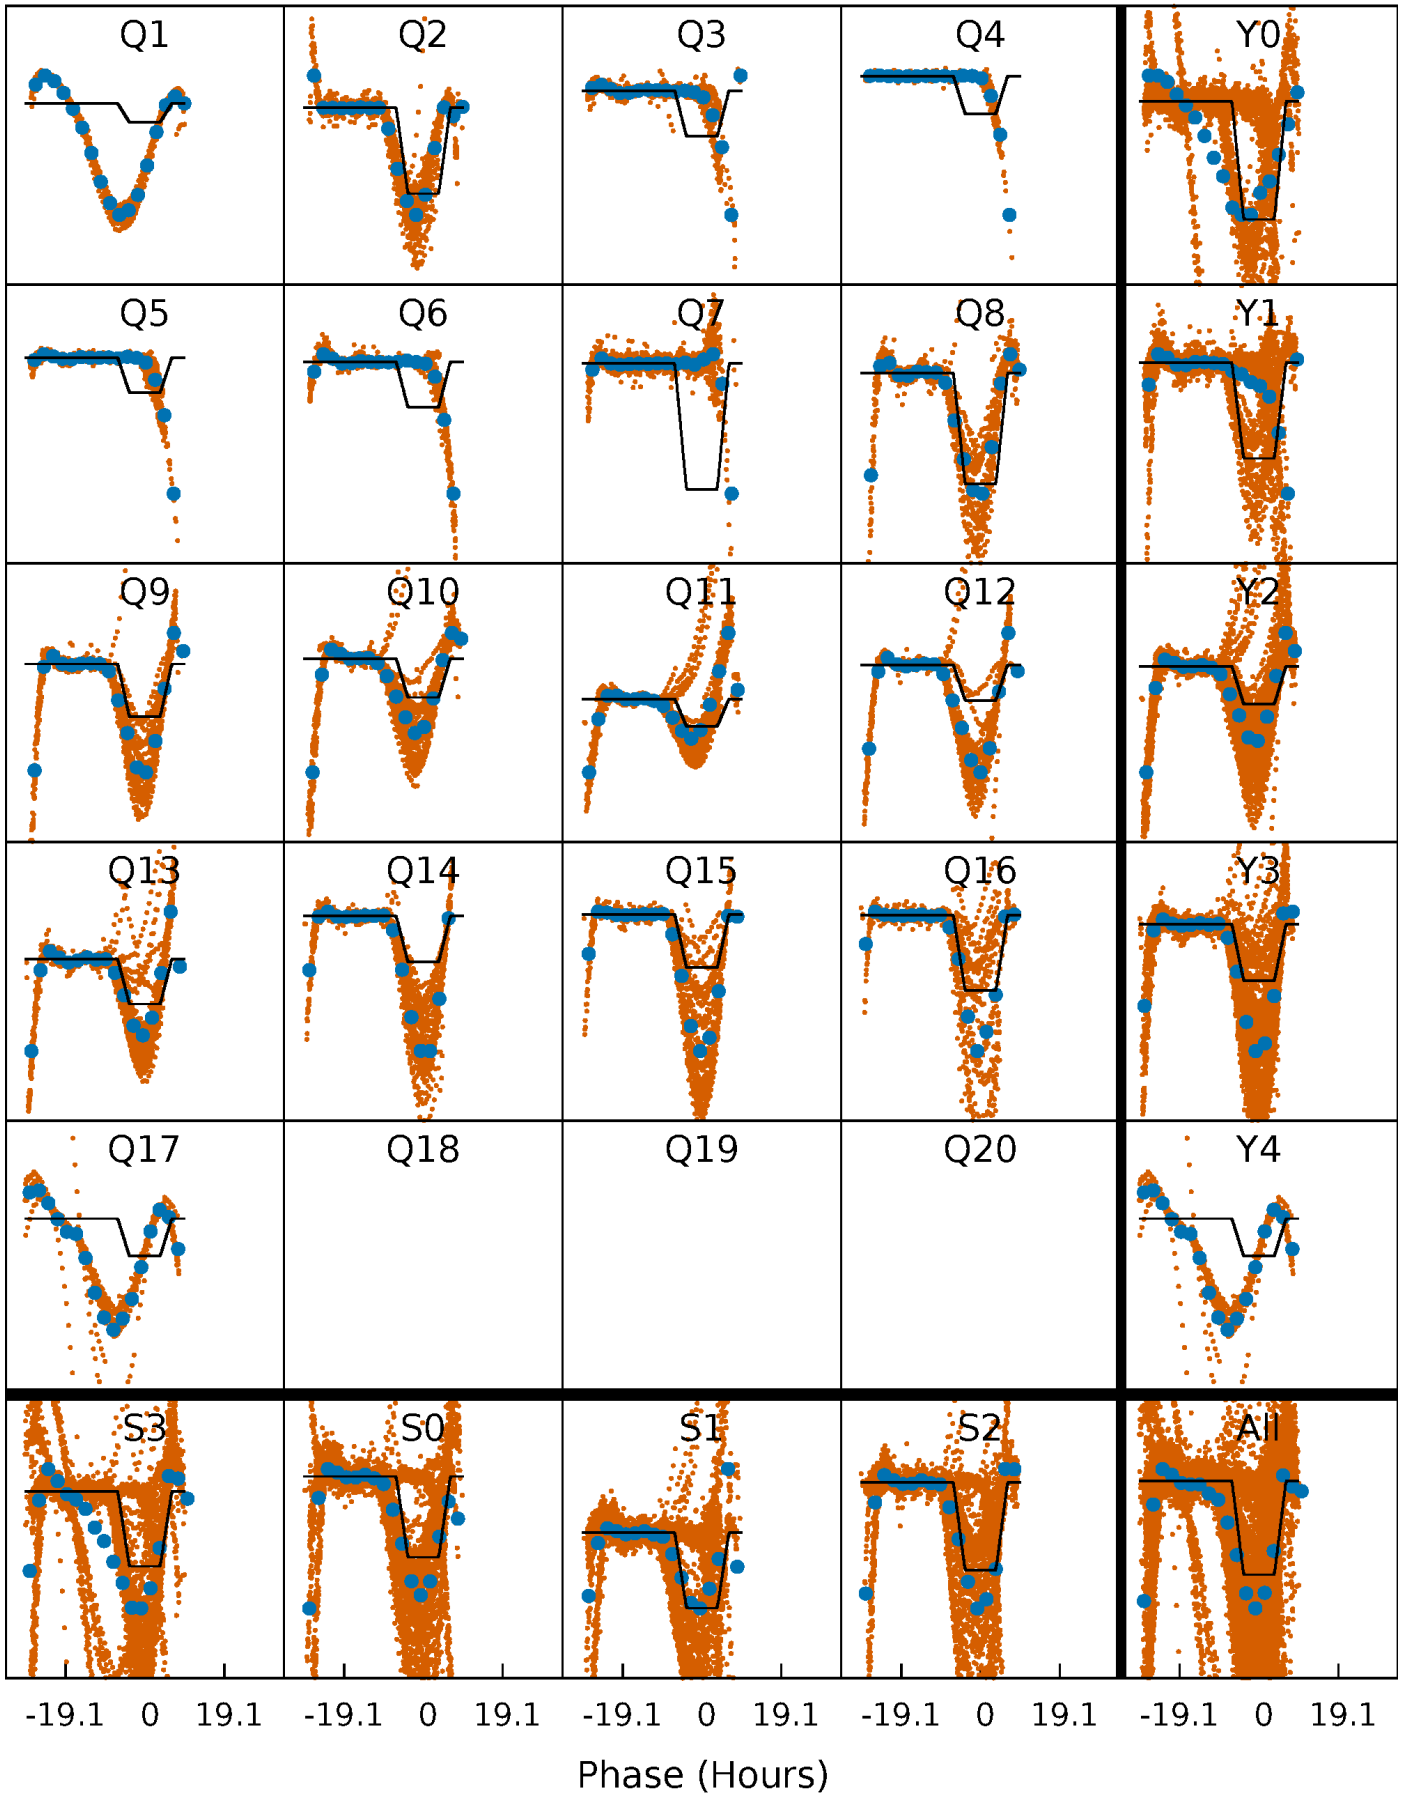 Q1 Q2 Q3 Q4 Y0
Q5 Q6 Q7 Q8 Y1
Q9 Q10 Q11 Q12 Y2
Q13 Q14 Q15 Q16 Y3
Q17 Q18 Q19 Q20 Y4
S3 S0 S1 S2 All
-19.1 0 19.1 -19.1 0 19.1 -19.1 0 19.1 -19.1 0 19.1 -19.1 0 19.1
Phase (Hours)